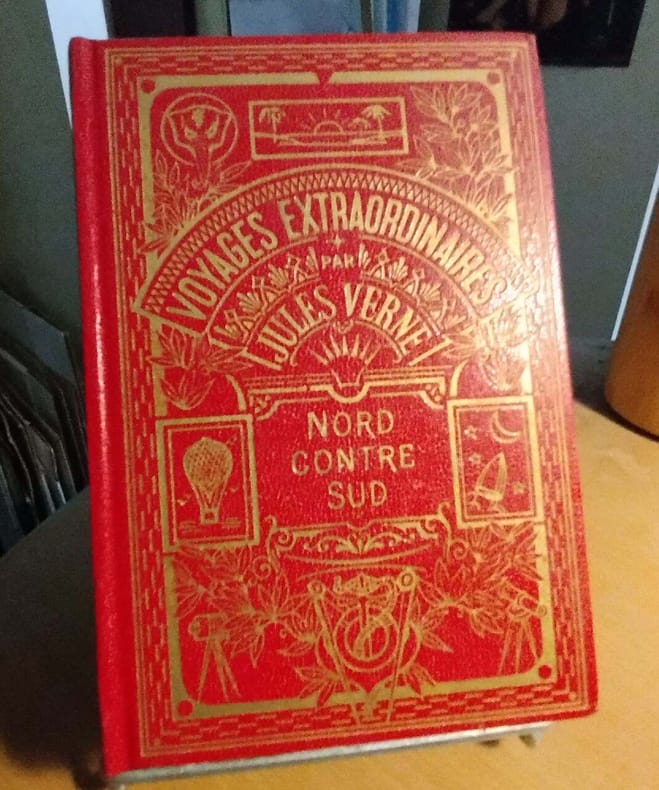 VOYAGES EXTRAORDINAIRES
PAR
JULES VERNE
NORD
CONTRE
SUD